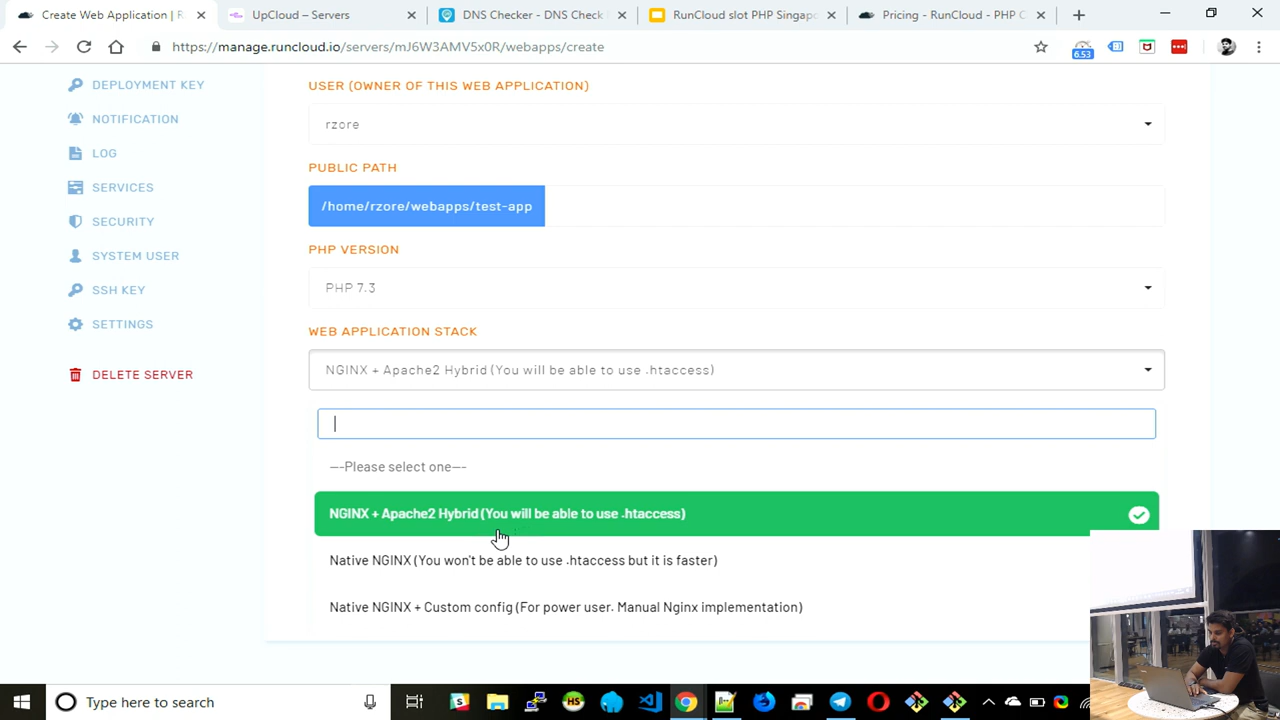 Create Web Application | R
UpCloud – Servers
DNS Checker - DNS Check
RunCloud slot PHP Singap
Pricing - RunCloud - PHP C
https://manage.runcloud.io/servers/mJ6W3AMV5x0R/webapps/create
6.53
DEPLOYMENT KEY
NOTIFICATION
LOG
SERVICES
SECURITY
SYSTEM USER
SSH KEY
SETTINGS
DELETE SERVER
USER (OWNER OF THIS WEB APPLICATION)
rzore
PUBLIC PATH
/home/rzore/webapps/test-app
PHP VERSION
PHP 7.3
WEB APPLICATION STACK
NGINX + Apache2 Hybrid (You will be able to use .htaccess)
---Please select one---
NGINX + Apache2 Hybrid (You will be able to use .htaccess)
Native NGINX (You won't be able to use .htaccess but it is faster)
Native NGINX + Custom config (For power user. Manual Nginx implementation)
Type here to search
HS